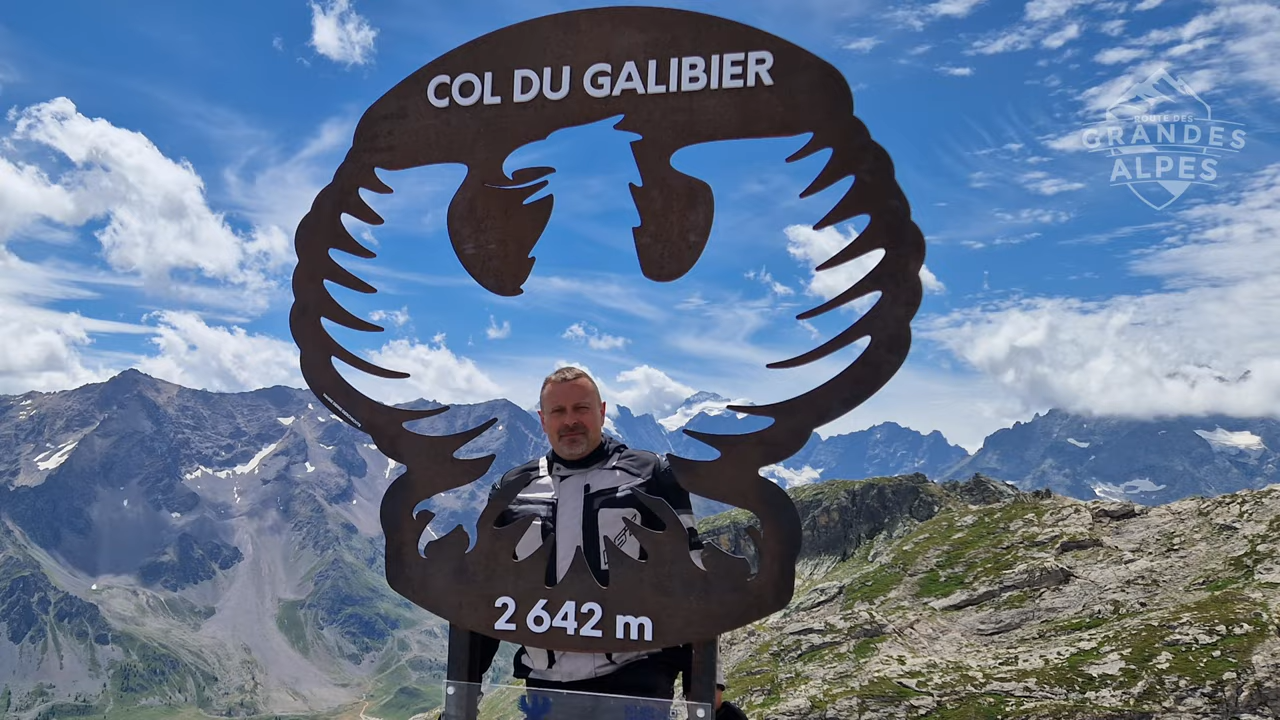 COL DU GALIBIER
ROUTE DES
GRANDES
ALPES
2 642 m